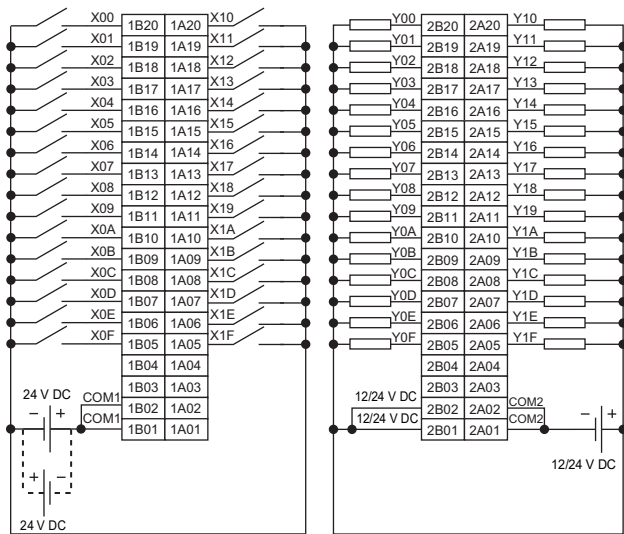 X00 1B20 1A20 X10 Y00 2B20 2A20 Y10
X01 1B19 1A19 X11 Y01 2B19 2A19 Y11
X02 1B18 1A18 X12 Y02 2B18 2A18 Y12
X03 1B17 1A17 X13 Y03 2B17 2A17 Y13
X04 1B16 1A16 X14 Y04 2B16 2A16 Y14
X05 1B15 1A15 X15 Y05 2B15 2A15 Y15
X06 1B14 1A14 X16 Y06 2B14 2A14 Y16
X07 1B13 1A13 X17 Y07 2B13 2A13 Y17
X08 1B12 1A12 X18 Y08 2B12 2A12 Y18
X09 1B11 1A11 X19 Y09 2B11 2A11 Y19
X0A 1B10 1A10 X1A Y0A 2B10 2A10 Y1A
X0B 1B09 1A09 X1B Y0B 2B09 2A09 Y1B
X0C 1B08 1A08 X1C Y0C 2B08 2A08 Y1C
X0D 1B07 1A07 X1D Y0D 2B07 2A07 Y1D
X0E 1B06 1A06 X1E Y0E 2B06 2A06 Y1E
X0F 1B05 1A05 X1F Y0F 2B05 2A05 Y1F
1B04 1A04 2B04 2A04
1B03 1A03 2B03 2A03
24 V DC COM1 1B02 1A02 12/24 V DC 2B02 2A02 COM2
− + COM1 1B01 1A01 12/24 V DC 2B01 2A01 COM2 − +
12/24 V DC
+ −
24 V DC